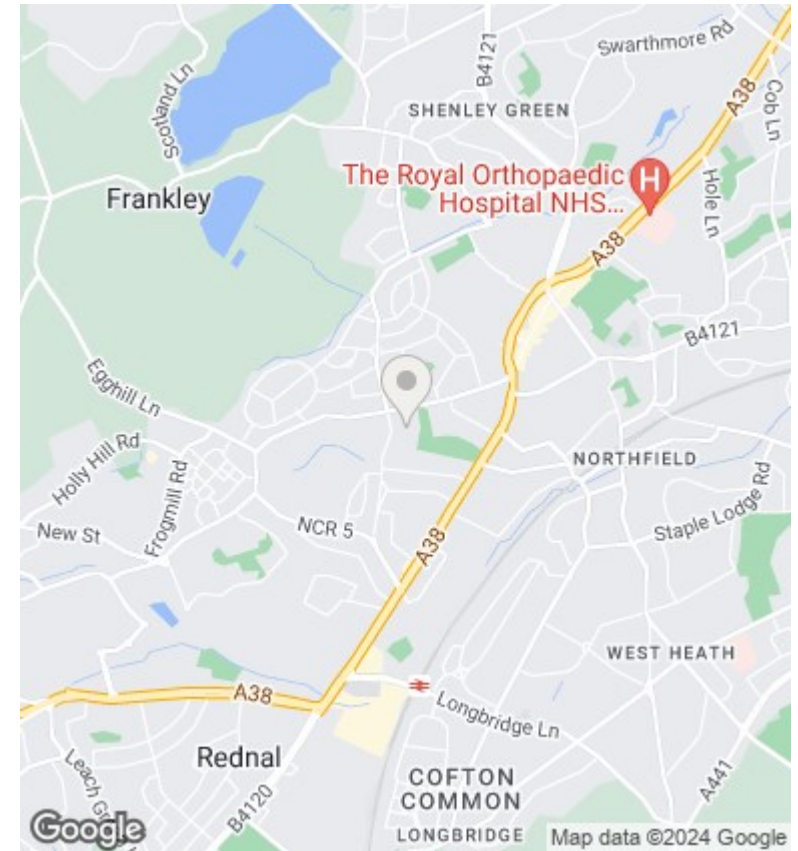 Swarthmore Rd
B4121
A38
Scotland Ln
SHENLEY GREEN
Cob Ln
The Royal Orthopaedic
Hospital NHS...
H
Hole Ln
Frankley
A38
B4121
Egghill Ln
Holly Hill Rd
NORTHFIELD
Frogmill Rd
Staple Lodge Rd
New St
NCR 5
A38
WEST HEATH
A38
Longbridge Ln
Rednal
COFTON
COMMON
A441
B4120
LONGBRIDGE
Google
Map data ©2024 Google